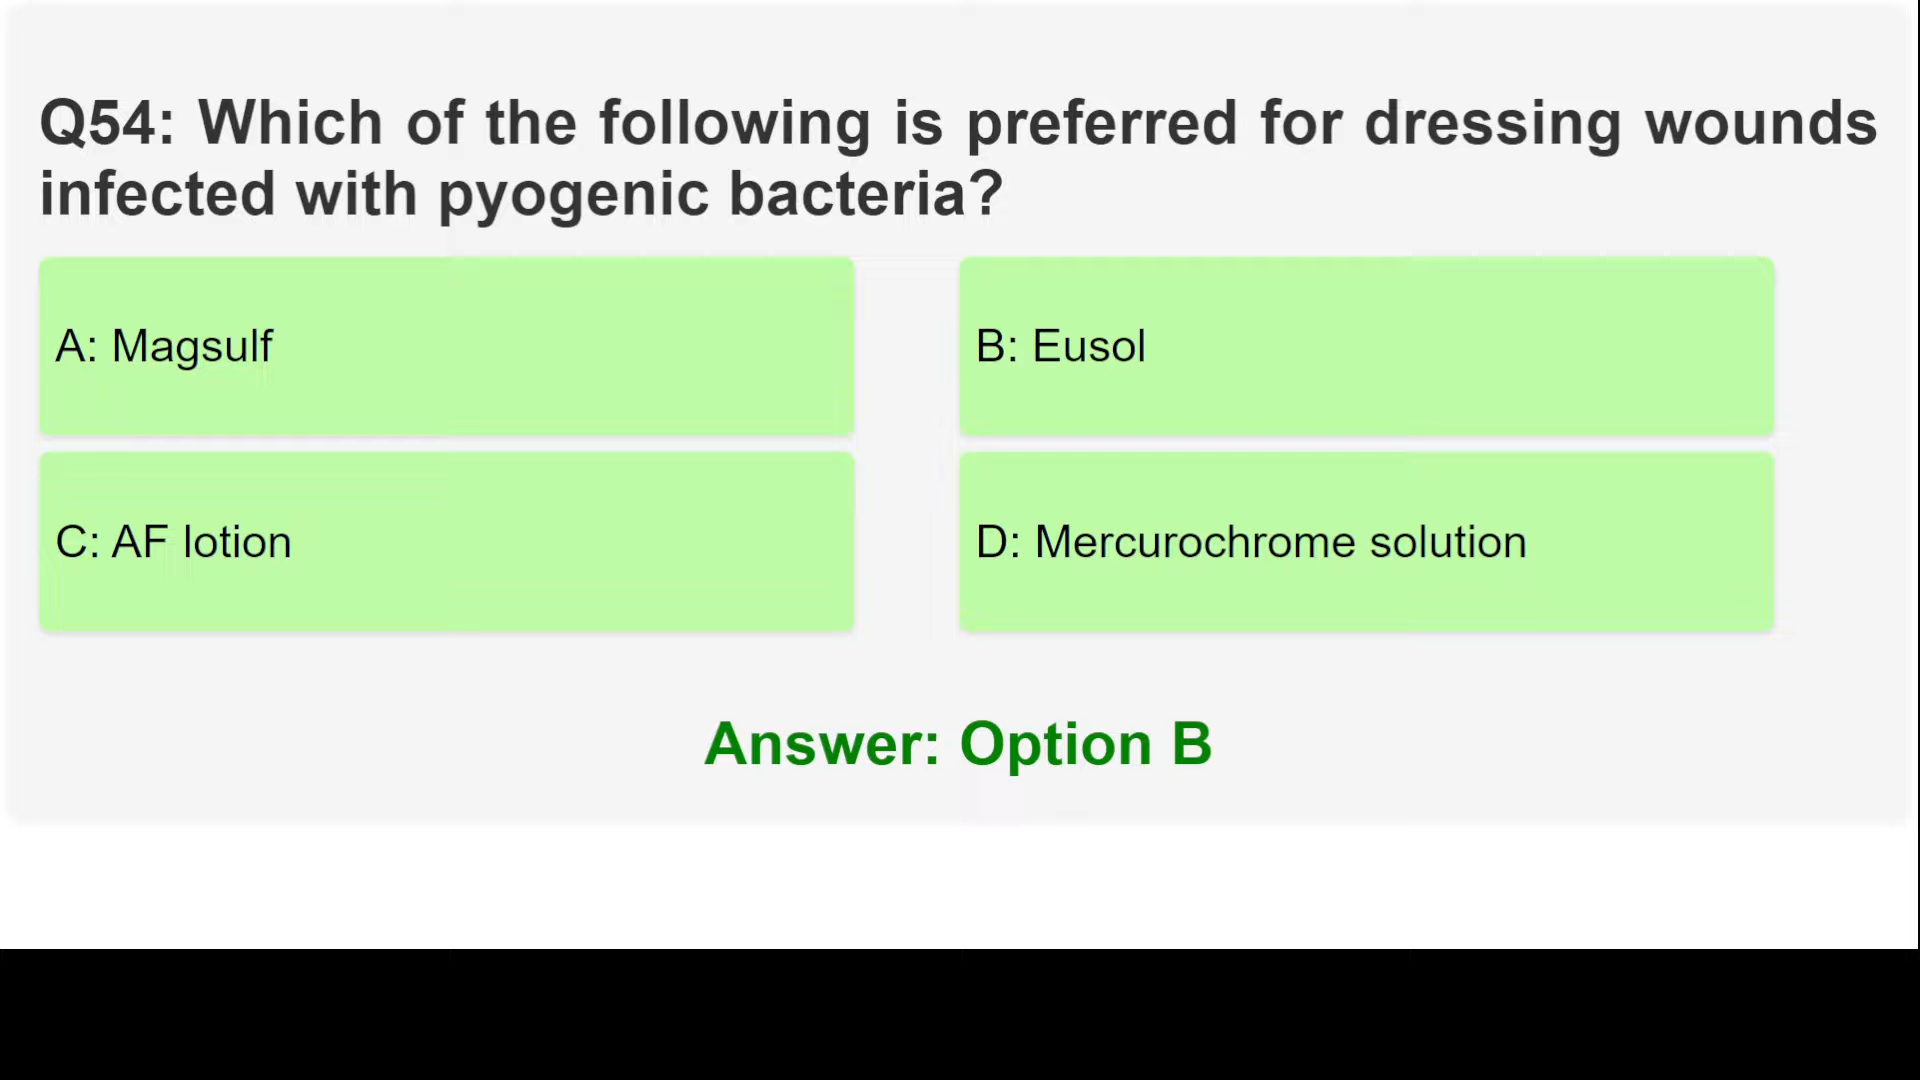 Q54: Which of the following is preferred for dressing wounds
infected with pyogenic bacteria?
A: Magsulf
B: Eusol
C: AF lotion
D: Mercurochrome solution
Answer: Option B